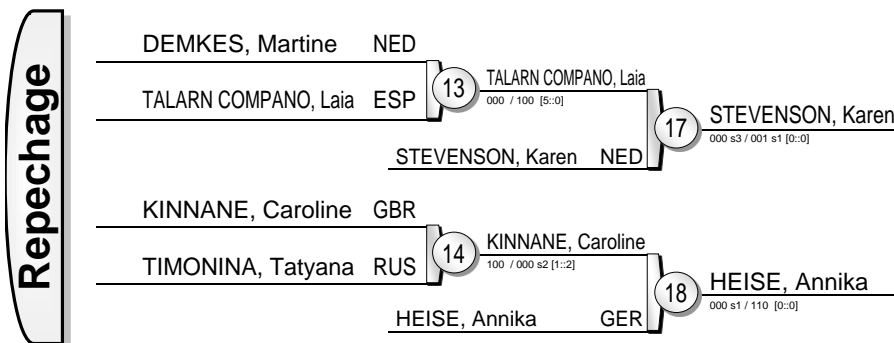 Repechage
DEMKES, Martine NED
TALARN COMPANO, Laia ESP
13
TALARN COMPANO, Laia
000 / 100 [5::0]
STEVENSON, Karen NED
17
STEVENSON, Karen
000 s3 / 001 s1 [0::0]
KINNANE, Caroline GBR
TIMONINA, Tatyana RUS
14
KINNANE, Caroline
100 / 000 s2 [1::2]
HEISE, Annika GER
18
HEISE, Annika
000 s1 / 110 [0::0]